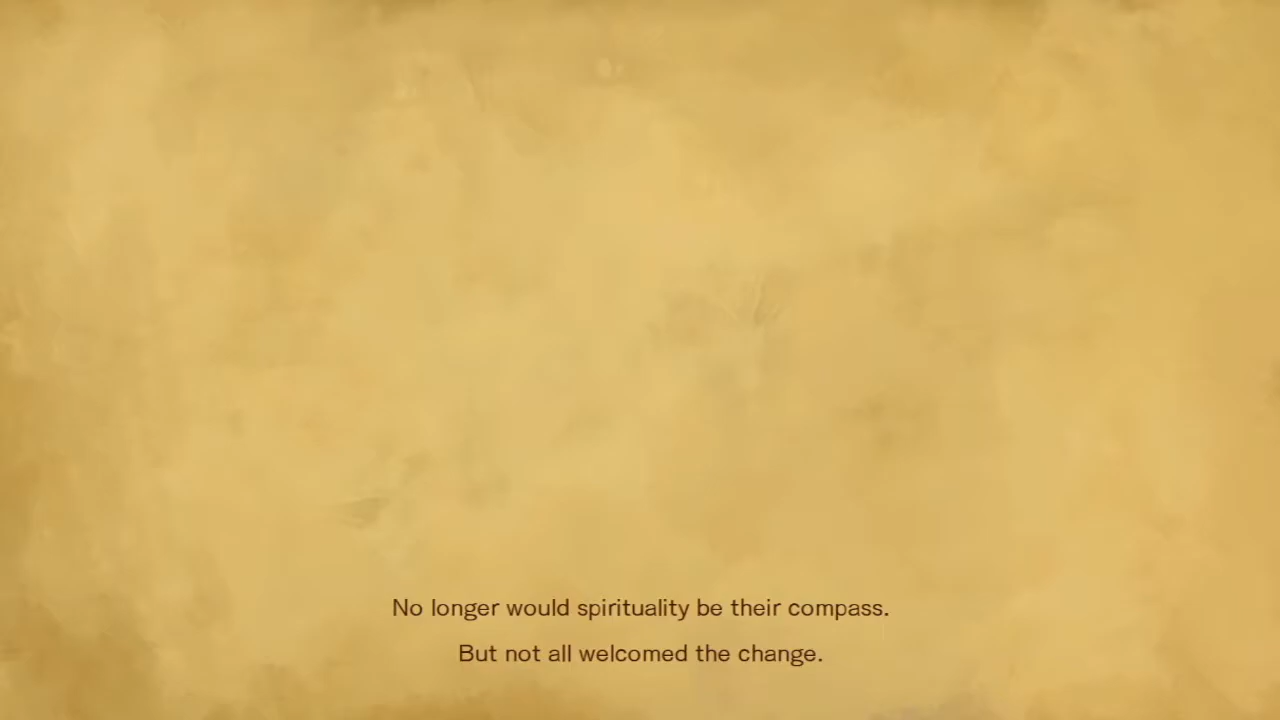 No longer would spirituality be their compass.
But not all welcomed the change.